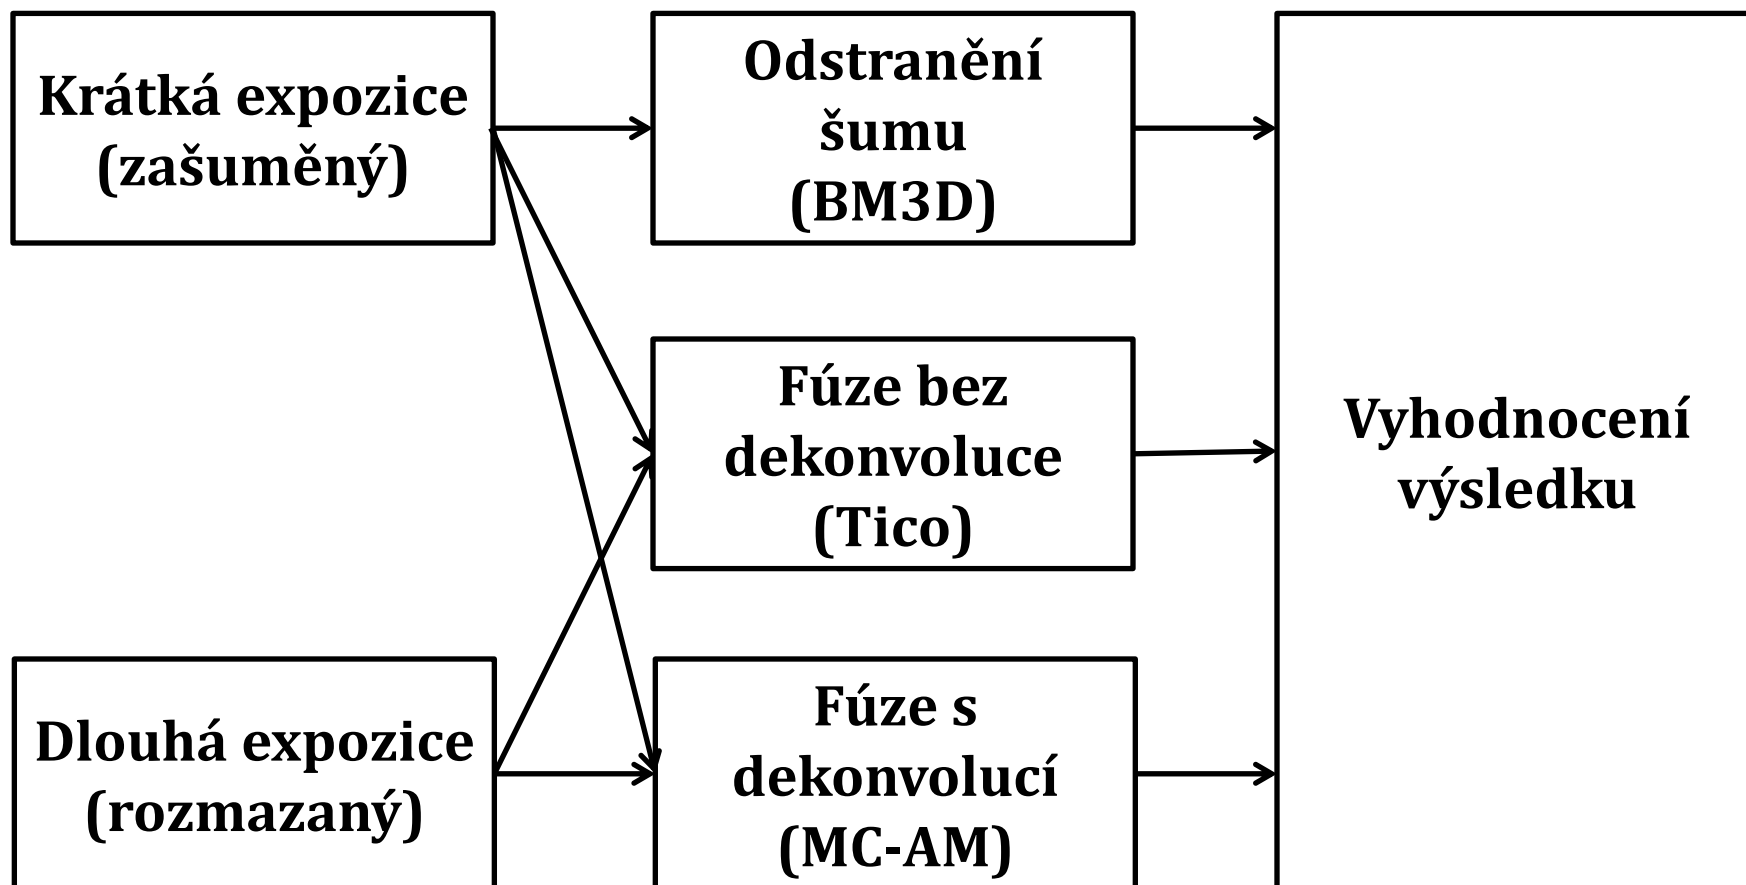 Krátká expozice
(zašuměný)
Odstranění
šumu
(BM3D)
Fúze bez
dekonvoluce
(Tico)
Vyhodnocení
výsledku
Dlouhá expozice
(rozmazaný)
Fúze s
dekonvolucí
(MC-AM)